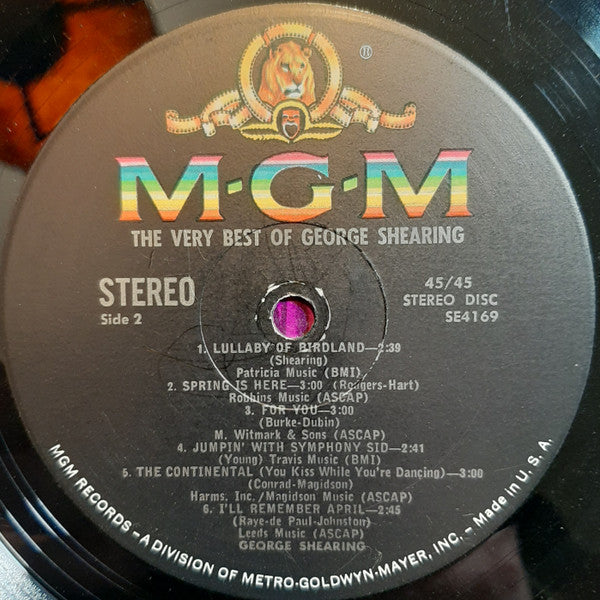 ®
M·G·M
THE VERY BEST OF GEORGE SHEARING
STEREO
Side 2
45/45
STEREO DISC
SE4169
1. LULLABY OF BIRDLAND—2:39
(Shearing)
Patricia Music (BMI)
2. SPRING IS HERE—3:00 (Rodgers-Hart)
Robbins Music (ASCAP)
3. FOR YOU—3:00
(Burke-Dubin)
M. Witmark & Sons (ASCAP)
4. JUMPIN' WITH SYMPHONY SID—2:41
(Young) Travis Music (BMI)
5. THE CONTINENTAL (You Kiss While You're Dancing)—3:00
(Conrad-Magidson)
Harms, Inc./Magidson Music (ASCAP)
6. I'LL REMEMBER APRIL—2:45
(Raye-de Paul-Johnston)
Leeds Music (ASCAP)
GEORGE SHEARING
MGM RECORDS – A DIVISION OF METRO-GOLDWYN-MAYER, INC. – Made in U.S.A.